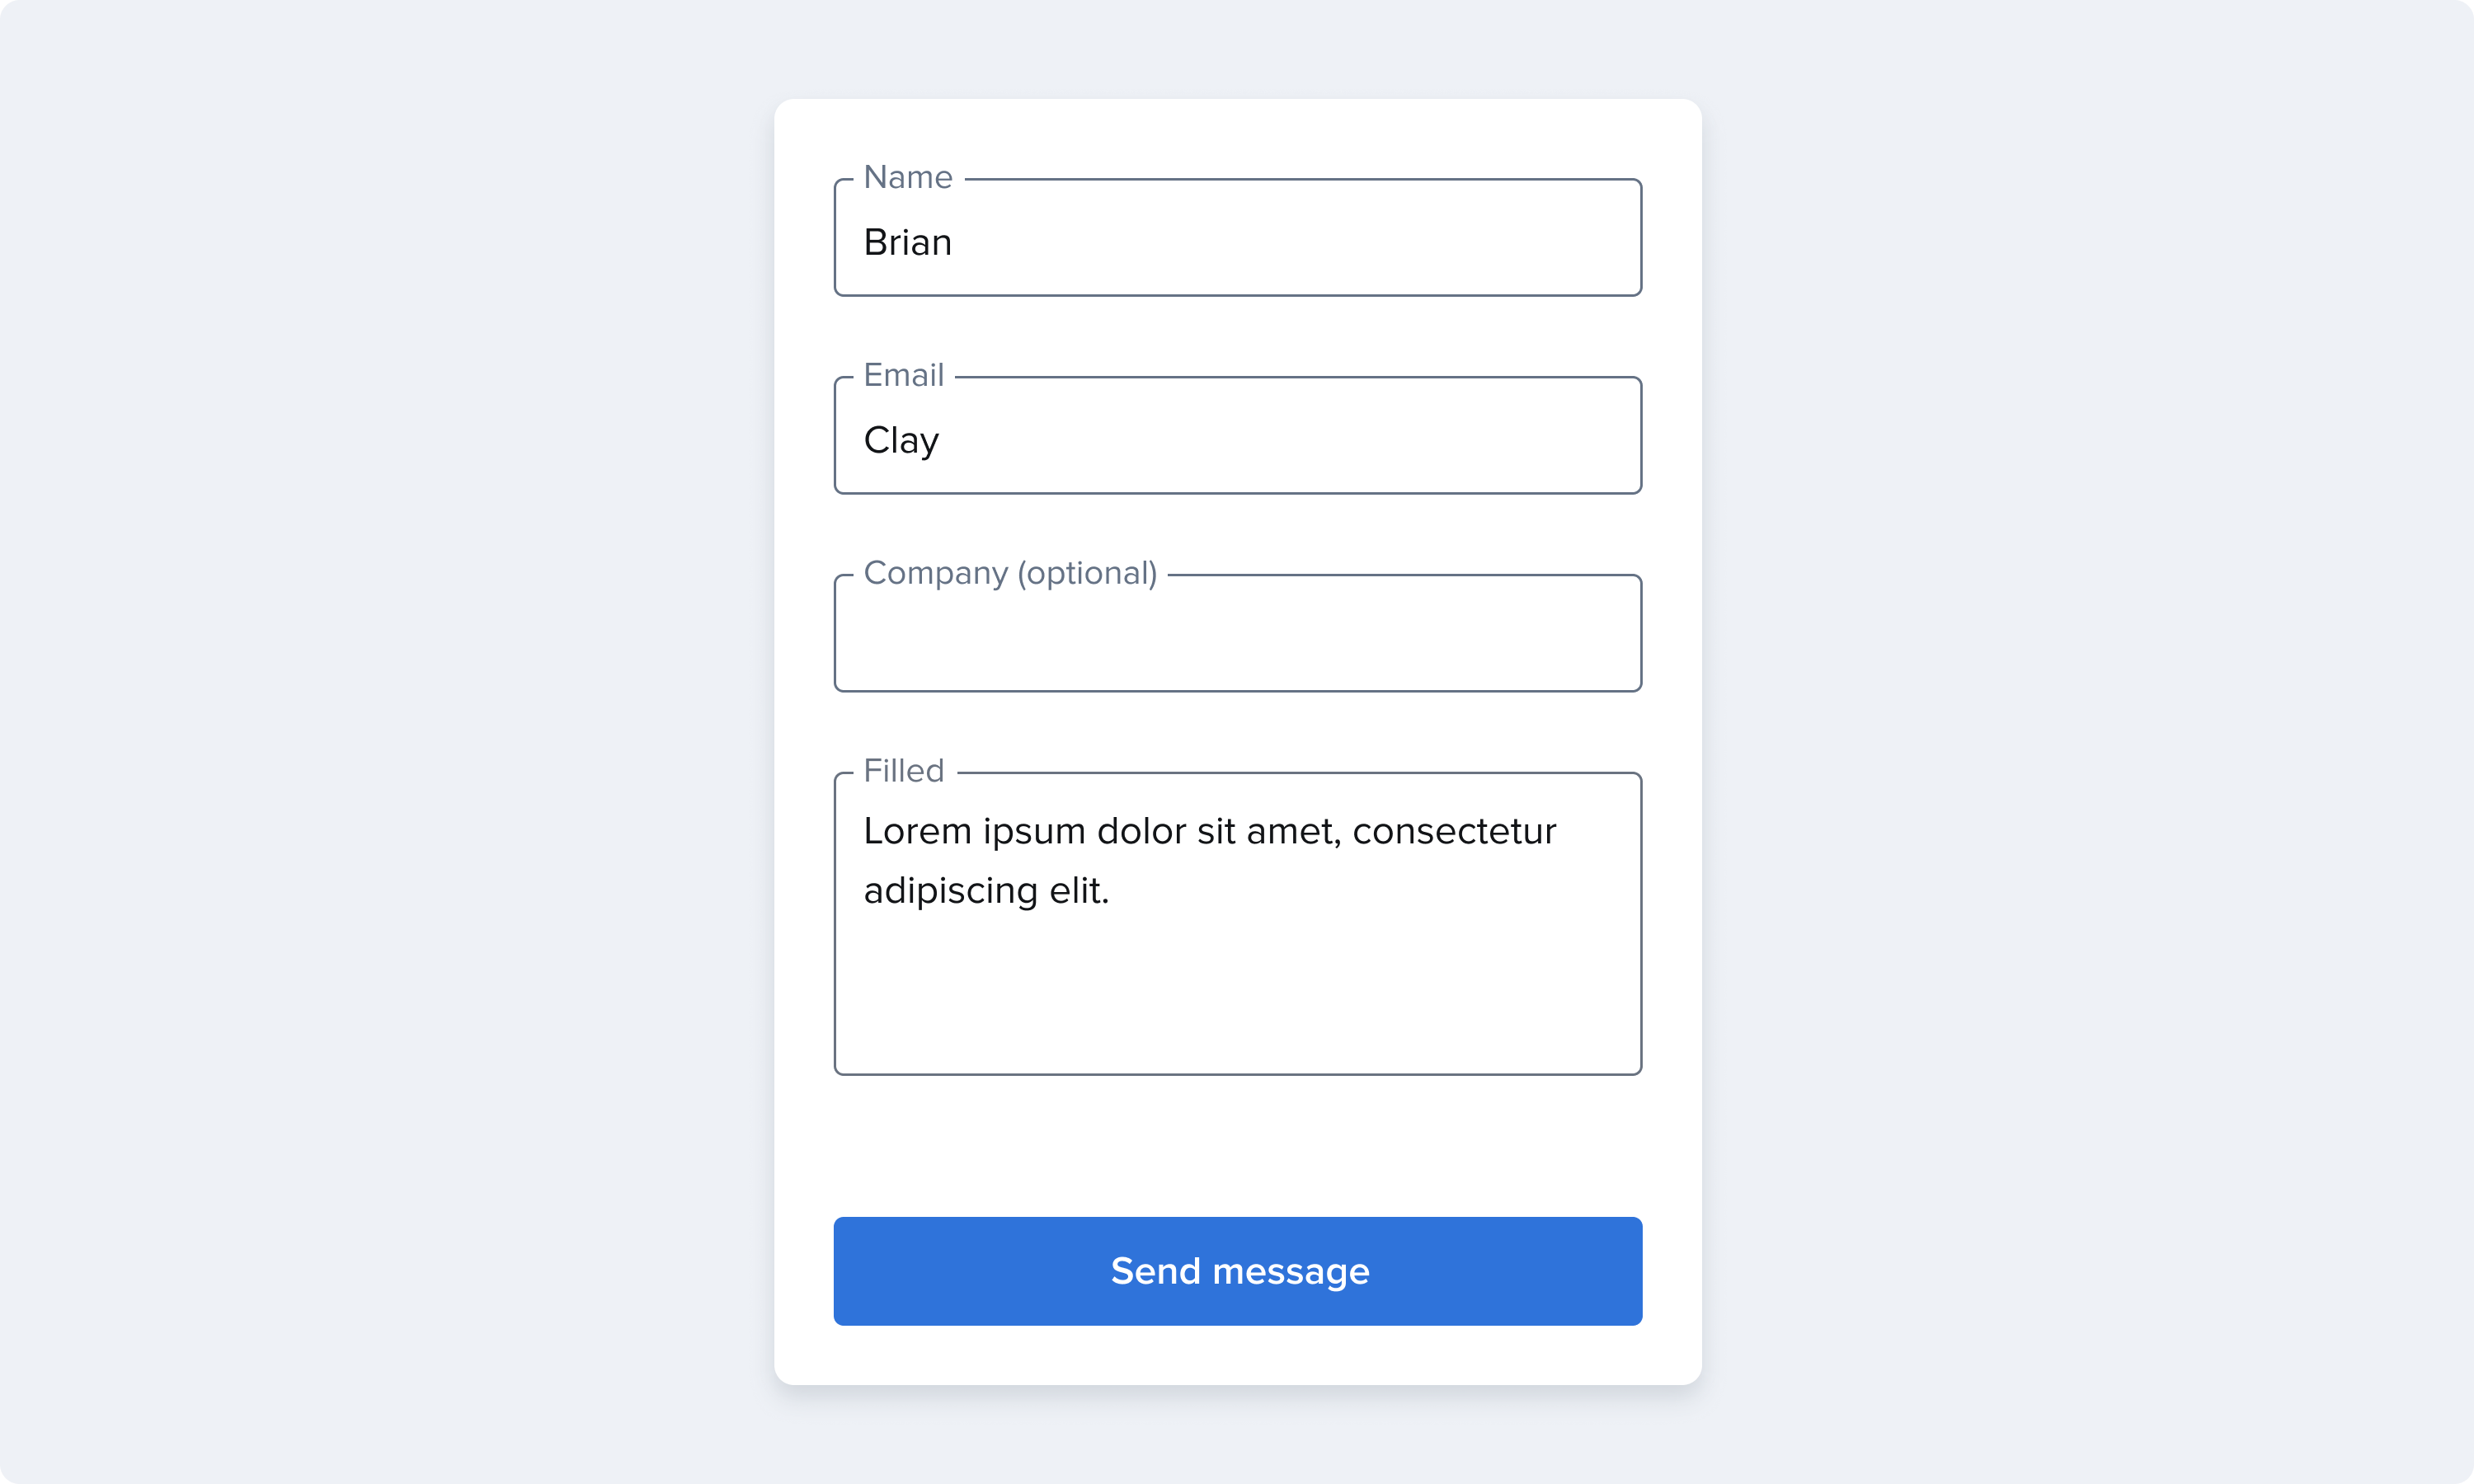 Name
Brian
Email
Clay
Company (optional)
Filled
Lorem ipsum dolor sit amet, consectetur
adipiscing elit.
Send message